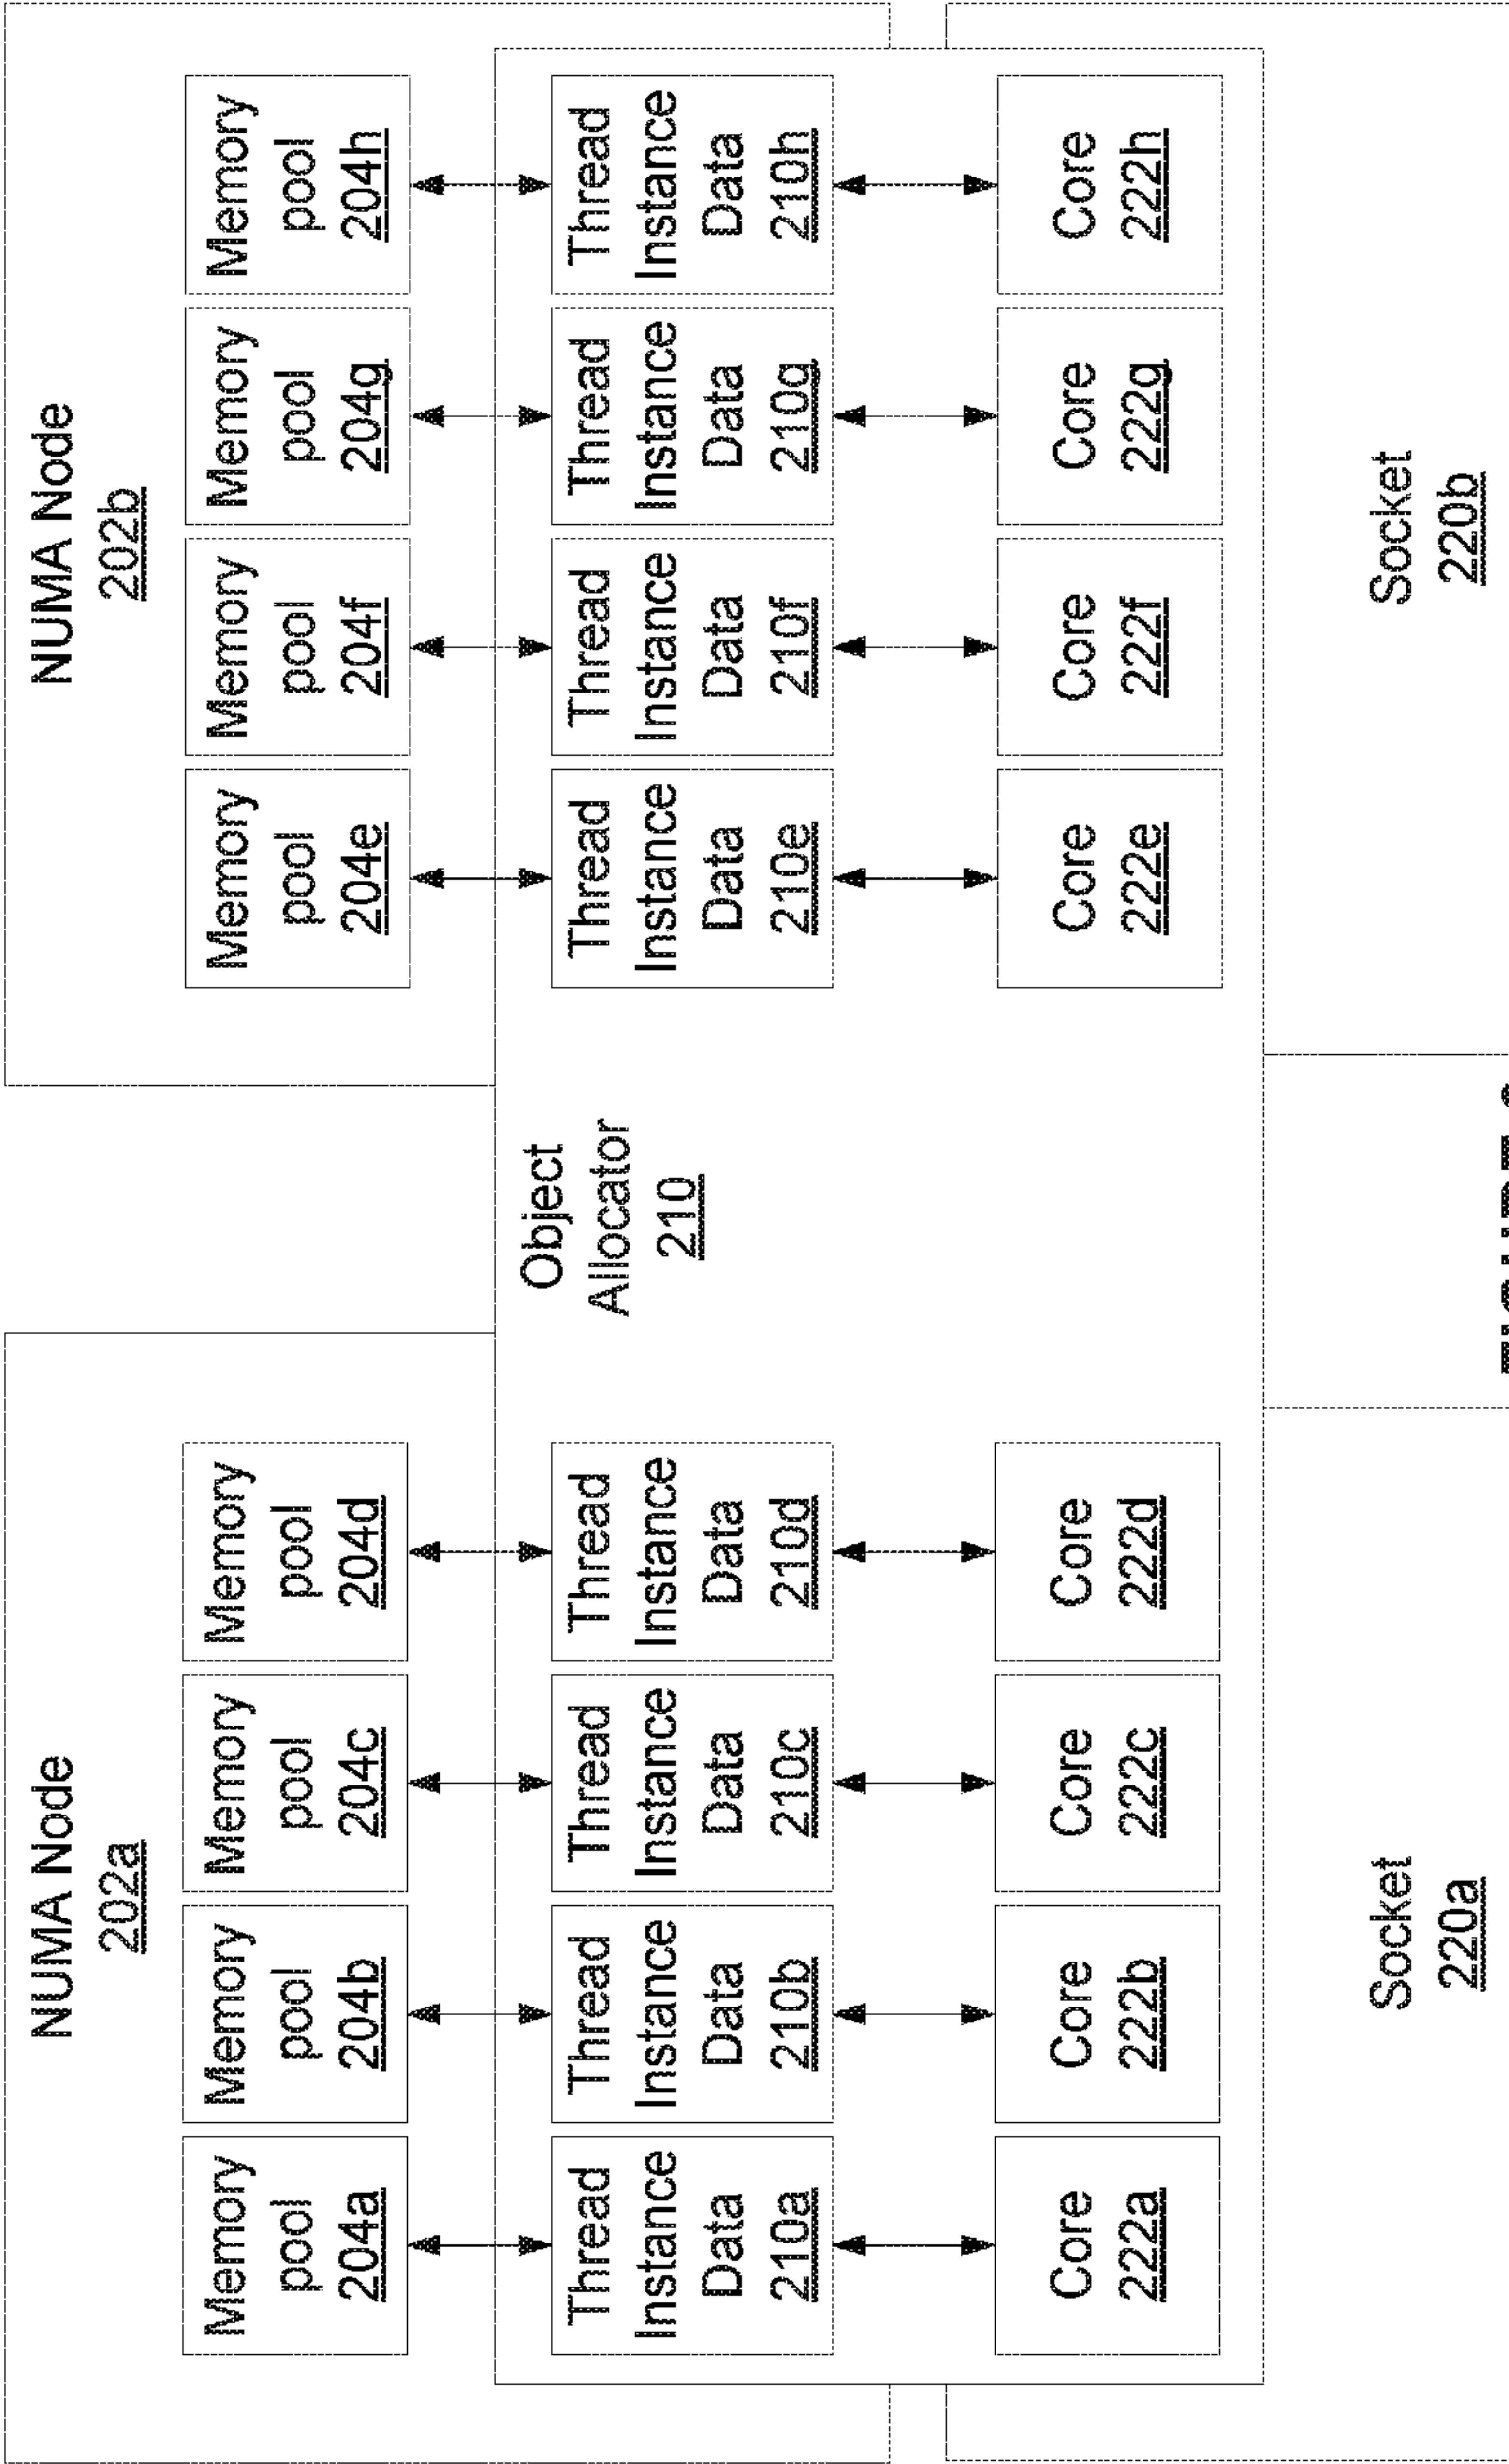 NUMA Node
202a
NUMA Node
202b
Memory
pool
204a
Memory
pool
204b
Memory
pool
204c
Memory
pool
204d
Memory
pool
204e
Memory
pool
204f
Memory
pool
204g
Memory
pool
204h
Object
Allocator
210
Thread
Instance
Data
210a
Thread
Instance
Data
210b
Thread
Instance
Data
210c
Thread
Instance
Data
210d
Thread
Instance
Data
210e
Thread
Instance
Data
210f
Thread
Instance
Data
210g
Thread
Instance
Data
210h
Core
222a
Core
222b
Core
222c
Core
222d
Core
222e
Core
222f
Core
222g
Core
222h
Socket
220a
Socket
220b